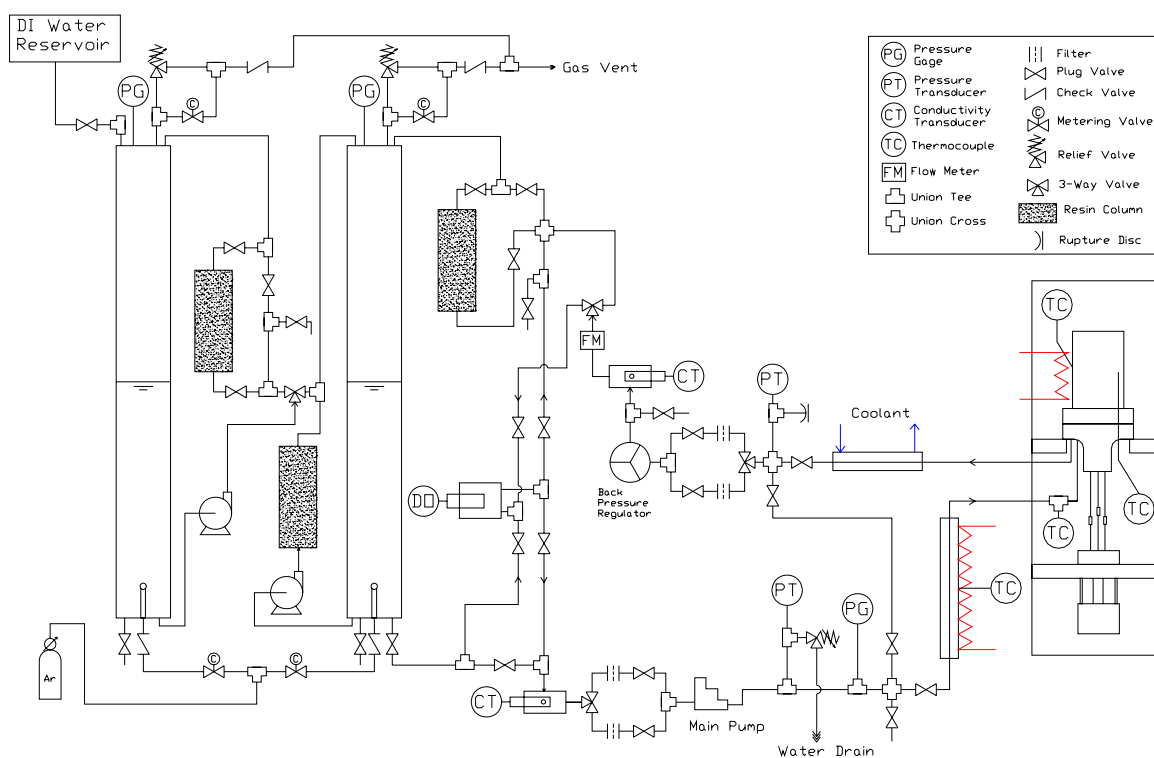 DI Water
Reservoir
PG
PG
C
C
Gas Vent
PG
Pressure
Gage
PT
Pressure
Transducer
CT
Conductivity
Transducer
TC
Thermocouple
FM
Flow Meter
Union Tee
Union Cross
Filter
Plug Valve
Check Valve
C
Metering Valve
Relief Valve
3-Way Valve
Resin Column
Rupture Disc
TC
FM
CT
PT
Coolant
Back
Pressure
Regulator
DO
TC
TC
TC
PT
PG
C
C
Ar
CT
Main Pump
Water Drain